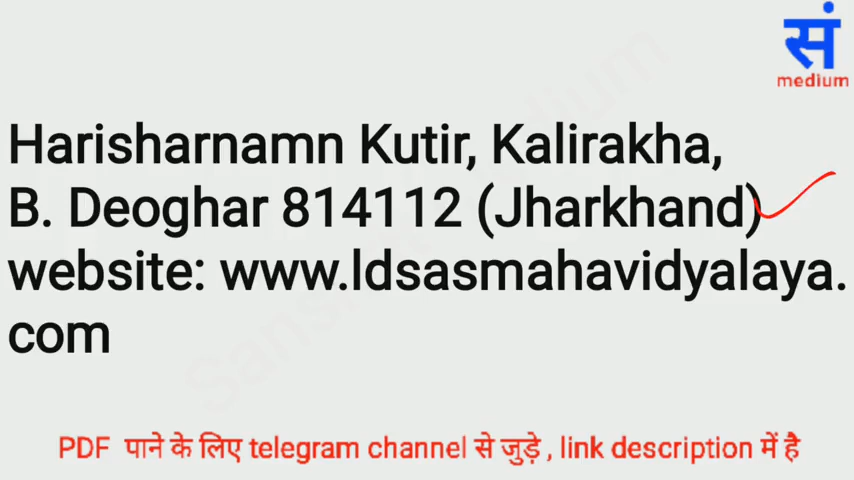 सं
medium
Harisharnamn Kutir, Kalirakha,
B. Deoghar 814112 (Jharkhand)
website: www.ldsasmahavidyalaya.
com
PDF पाने के लिए telegram channel से जुड़े , link description में है